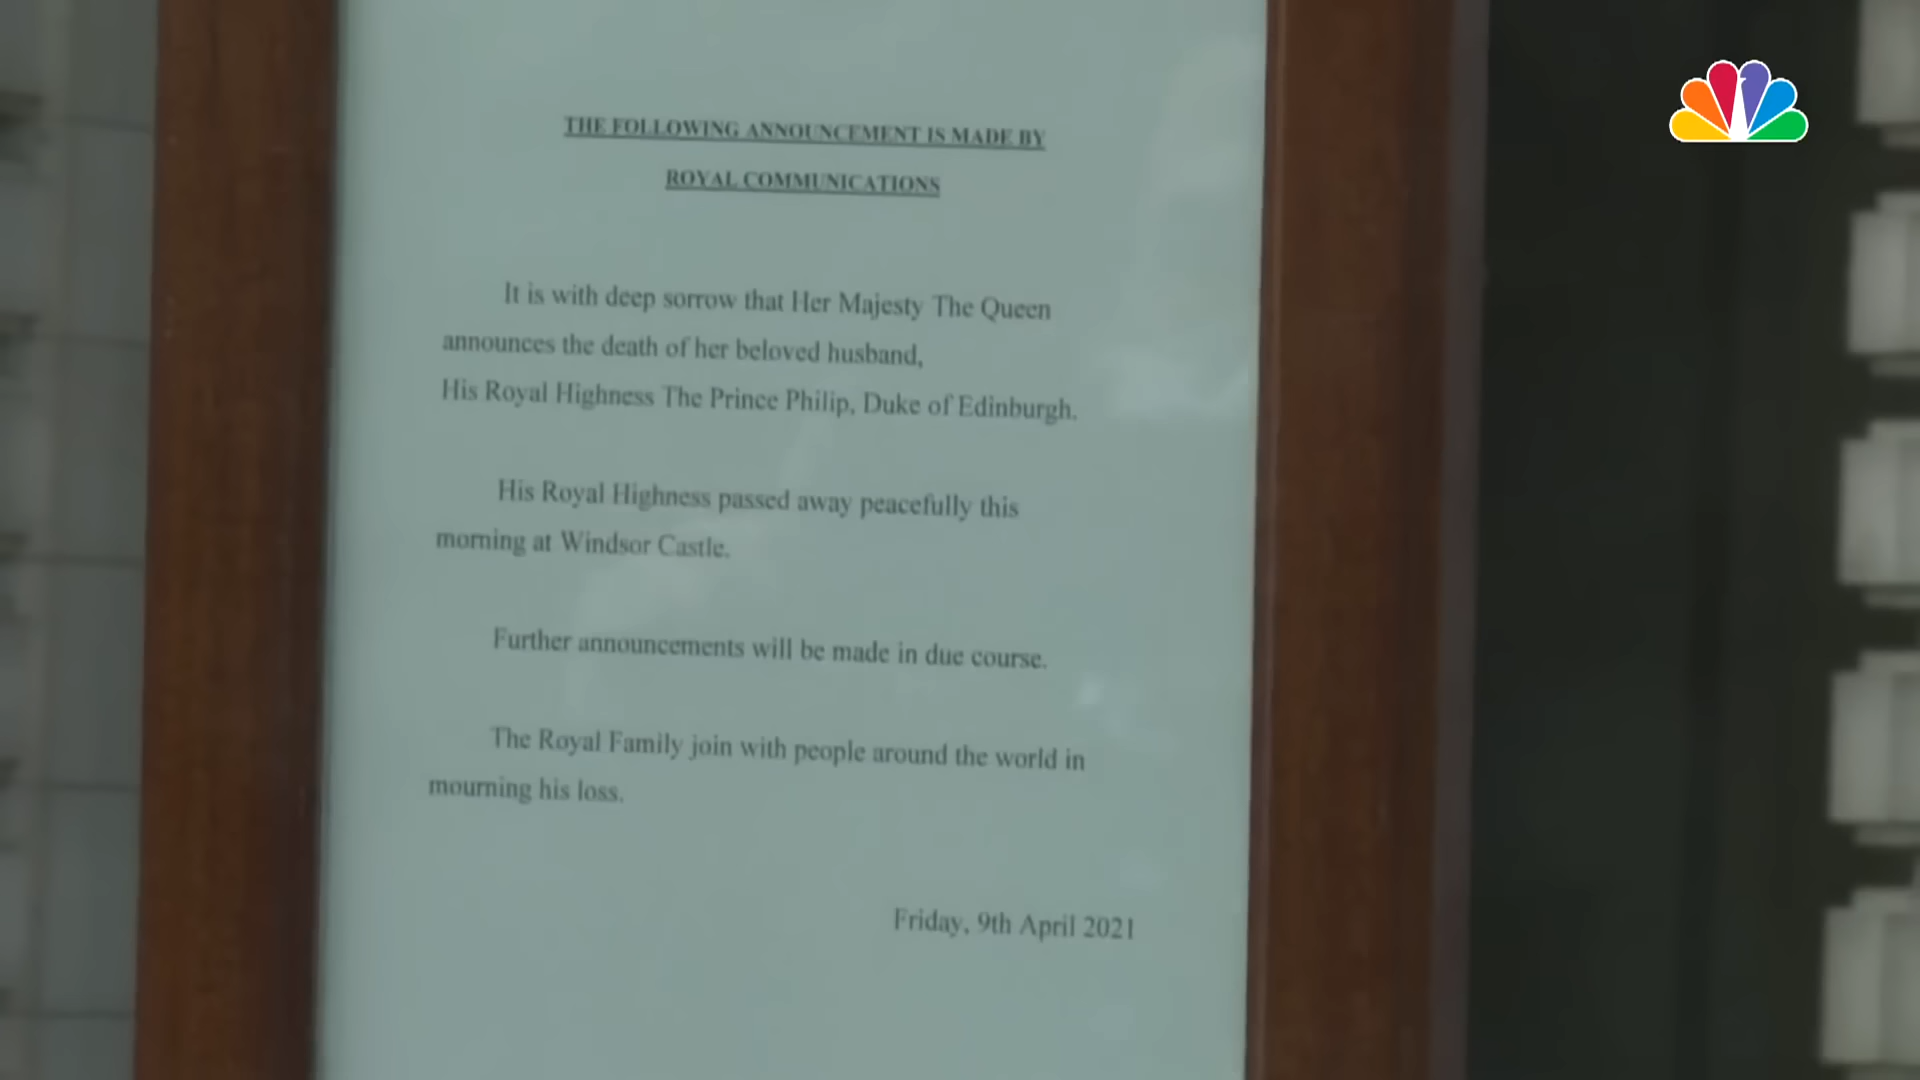 THE FOLLOWING ANNOUNCEMENT IS MADE BY
ROYAL COMMUNICATIONS
It is with deep sorrow that Her Majesty The Queen
announces the death of her beloved husband,
His Royal Highness The Prince Philip, Duke of Edinburgh.
His Royal Highness passed away peacefully this
morning at Windsor Castle.
Further announcements will be made in due course.
The Royal Family join with people around the world in
mourning his loss.
Friday, 9th April 2021